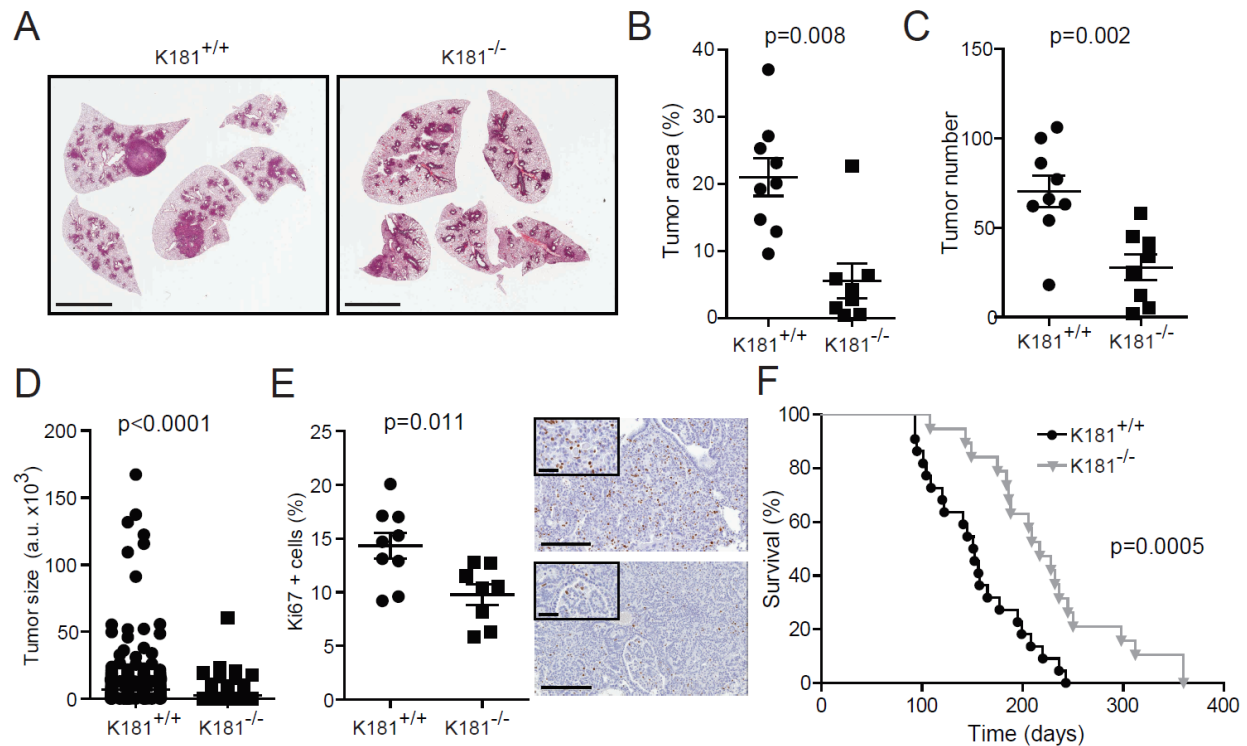 A
K181+/+
K181-/-
B
p=0.008
Tumor area (%)
40
30
20
10
0
K181+/+
K181-/-
C
p=0.002
Tumor number
150
100
50
0
K181+/+
K181-/-
D
p<0.0001
Tumor size (a.u. x10³)
200
150
100
50
0
K181+/+
K181-/-
E
p=0.011
Ki67 + cells (%)
25
20
15
10
5
0
K181+/+
K181-/-
F
Survival (%)
100
80
60
40
20
0
K181+/+
K181-/-
p=0.0005
0
100
200
300
400
Time (days)